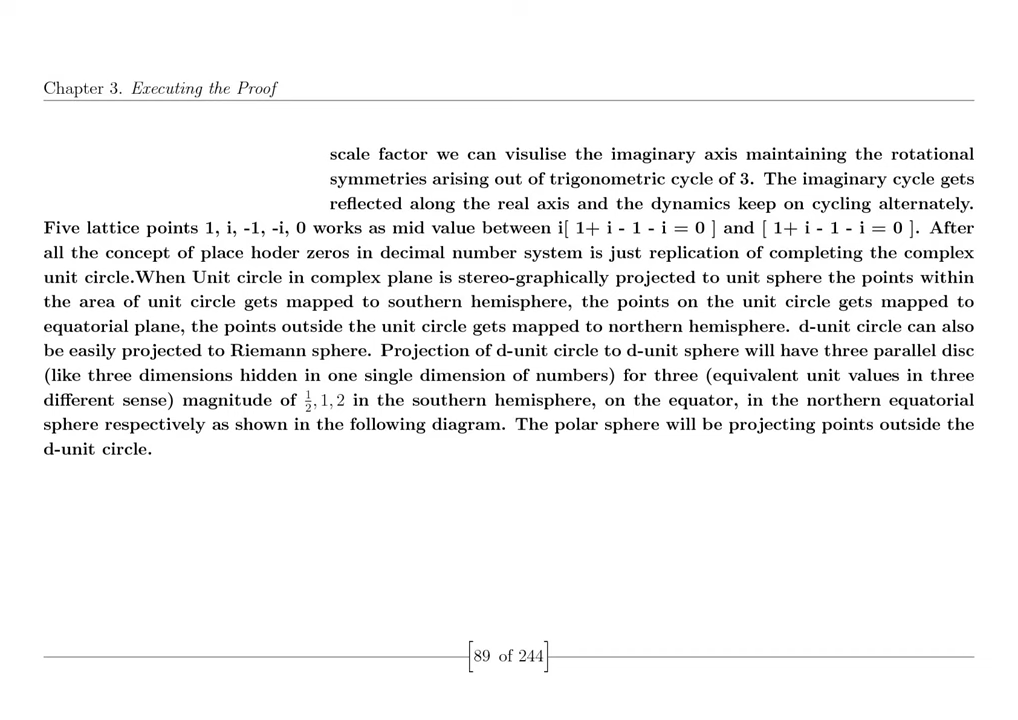 Chapter 3. Executing the Proof
scale factor we can visulise the imaginary axis maintaining the rotational
symmetries arising out of trigonometric cycle of 3. The imaginary cycle gets
reflected along the real axis and the dynamics keep on cycling alternately.
Five lattice points 1, i, -1, -i, 0 works as mid value between i[ 1+ i - 1 - i = 0 ] and [ 1+ i - 1 - i = 0 ]. After
all the concept of place hoder zeros in decimal number system is just replication of completing the complex
unit circle.When Unit circle in complex plane is stereo-graphically projected to unit sphere the points within
the area of unit circle gets mapped to southern hemisphere, the points on the unit circle gets mapped to
equatorial plane, the points outside the unit circle gets mapped to northern hemisphere. d-unit circle can also
be easily projected to Riemann sphere. Projection of d-unit circle to d-unit sphere will have three parallel disc
(like three dimensions hidden in one single dimension of numbers) for three (equivalent unit values in three
different sense) magnitude of 1/2, 1, 2 in the southern hemisphere, on the equator, in the northern equatorial
sphere respectively as shown in the following diagram. The polar sphere will be projecting points outside the
d-unit circle.
[89 of 244]